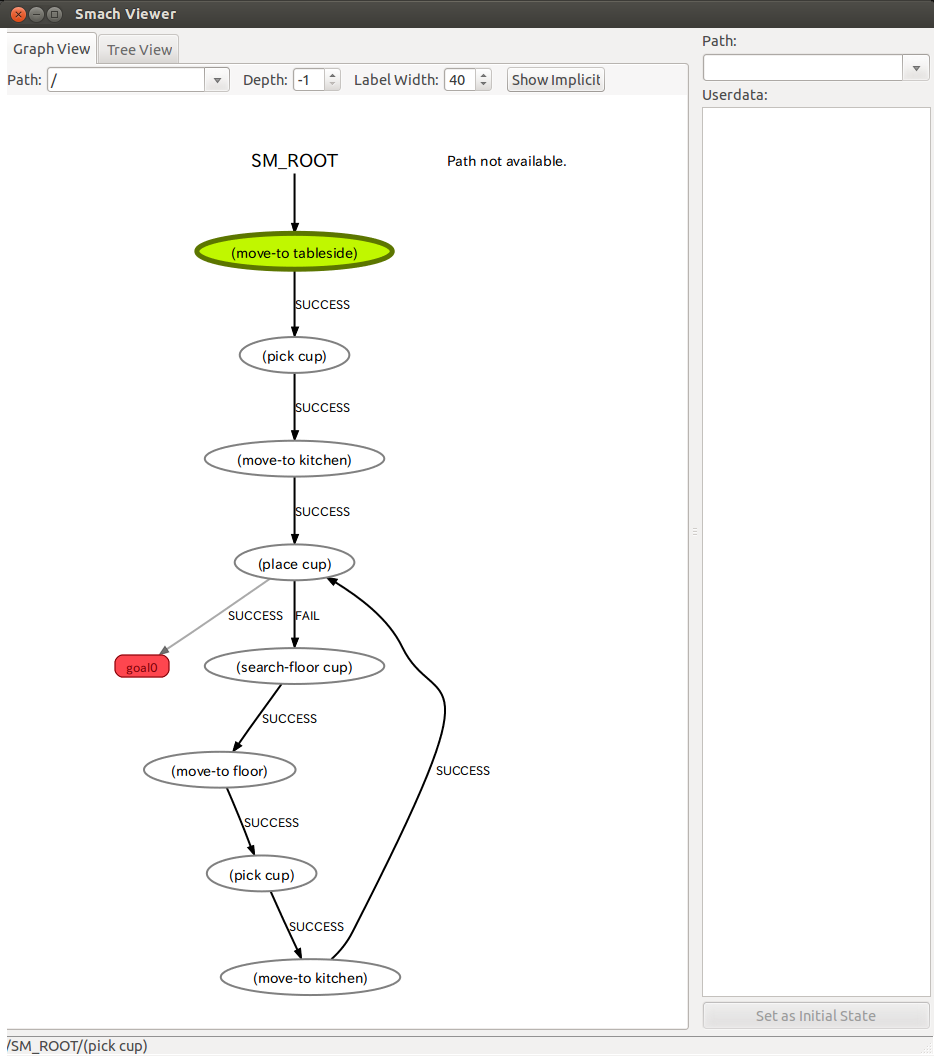 Smach Viewer
Graph View Tree View
Path: / Depth: -1 Label Width: 40 Show Implicit
Path:
Userdata:
SM_ROOT
Path not available.
(move-to tableside)
SUCCESS
(pick cup)
SUCCESS
(move-to kitchen)
SUCCESS
(place cup)
SUCCESS FAIL
goal0
(search-floor cup)
SUCCESS
(move-to floor)
SUCCESS
SUCCESS
(pick cup)
SUCCESS
(move-to kitchen)
Set as Initial State
/SM_ROOT/(pick cup)